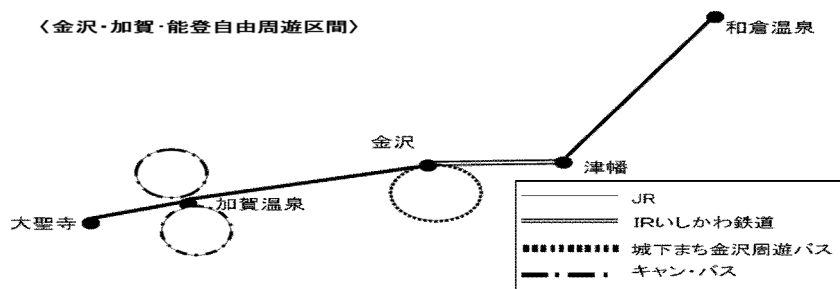 〈金沢・加賀・能登自由周遊区間〉
和倉温泉
金沢
津幡
加賀温泉
大聖寺
JR
IRいしかわ鉄道
城下まち金沢周遊バス
キャン・バス